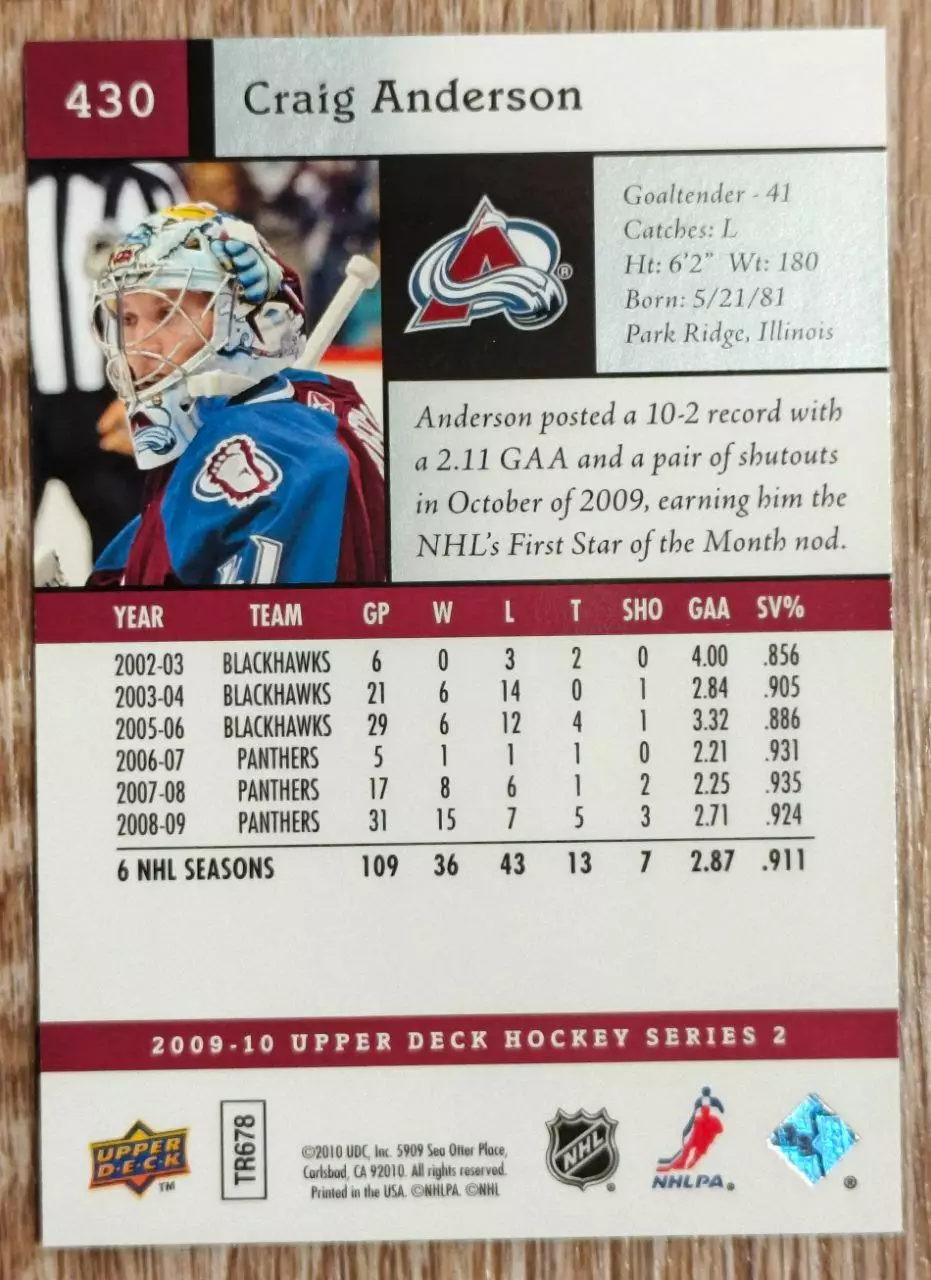 430
Craig Anderson
Goaltender - 41
Catches: L
Ht: 6'2" Wt: 180
Born: 5/21/81
Park Ridge, Illinois
®
Anderson posted a 10-2 record with
a 2.11 GAA and a pair of shutouts
in October of 2009, earning him the
NHL's First Star of the Month nod.
YEAR TEAM GP W L T SHO GAA SV%
2002-03 BLACKHAWKS 6 0 3 2 0 4.00 .856
2003-04 BLACKHAWKS 21 6 14 0 1 2.84 .905
2005-06 BLACKHAWKS 29 6 12 4 1 3.32 .886
2006-07 PANTHERS 5 1 1 1 0 2.21 .931
2007-08 PANTHERS 17 8 6 1 2 2.25 .935
2008-09 PANTHERS 31 15 7 5 3 2.71 .924
6 NHL SEASONS 109 36 43 13 7 2.87 .911
2009-10 UPPER DECK HOCKEY SERIES 2
UPPER
D·E·C·K
TM
TR678
©2010 UDC, Inc. 5909 Sea Otter Place,
Carlsbad, CA 92010. All rights reserved.
Printed in the USA. ©NHLPA. ©NHL
NHL
®
NHLPA®
®